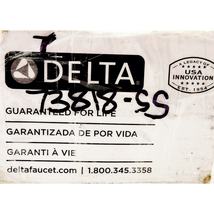 DELTA
A LEGACY OF
USA
INNOVATION
EST. 1954
73818-SS
GUARANTEED FOR LIFE
GARANTIZADA DE POR VIDA
GARANTI À VIE
deltafaucet.com | 1.800.345.3358